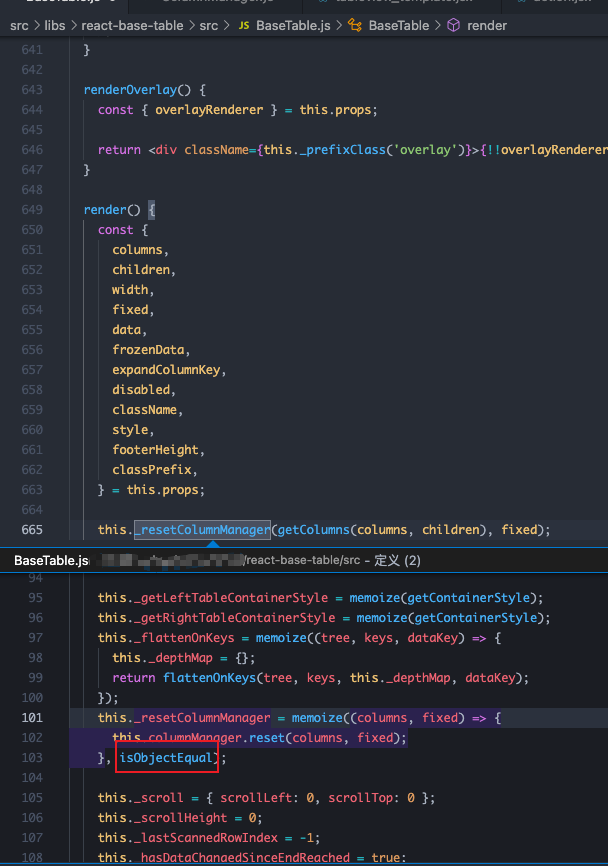 src > libs > react-base-table > src > JS BaseTable.js > BaseTable > render
641 }
642
643 renderOverlay() {
644 const { overlayRenderer } = this.props;
645
646 return <div className={this._prefixClass('overlay')}>{!!overlayRenderer
647 }
648
649 render() {
650 const {
651 columns,
652 children,
653 width,
654 fixed,
655 data,
656 frozenData,
657 expandColumnKey,
658 disabled,
659 className,
660 style,
661 footerHeight,
662 classPrefix,
663 } = this.props;
664
665 this._resetColumnManager(getColumns(columns, children), fixed);
BaseTable.js /react-base-table/src - 定义 (2)
94
95 this._getLeftTableContainerStyle = memoize(getContainerStyle);
96 this._getRightTableContainerStyle = memoize(getContainerStyle);
97 this._flattenOnKeys = memoize((tree, keys, dataKey) => {
98 this._depthMap = {};
99 return flattenOnKeys(tree, keys, this._depthMap, dataKey);
100 });
101 this._resetColumnManager = memoize((columns, fixed) => {
102 this.columnManager.reset(columns, fixed);
103 }, isObjectEqual);
104
105 this._scroll = { scrollLeft: 0, scrollTop: 0 };
106 this._scrollHeight = 0;
107 this._lastScannedRowIndex = -1;
108 this._hasDataChangedSinceEndReached = true;